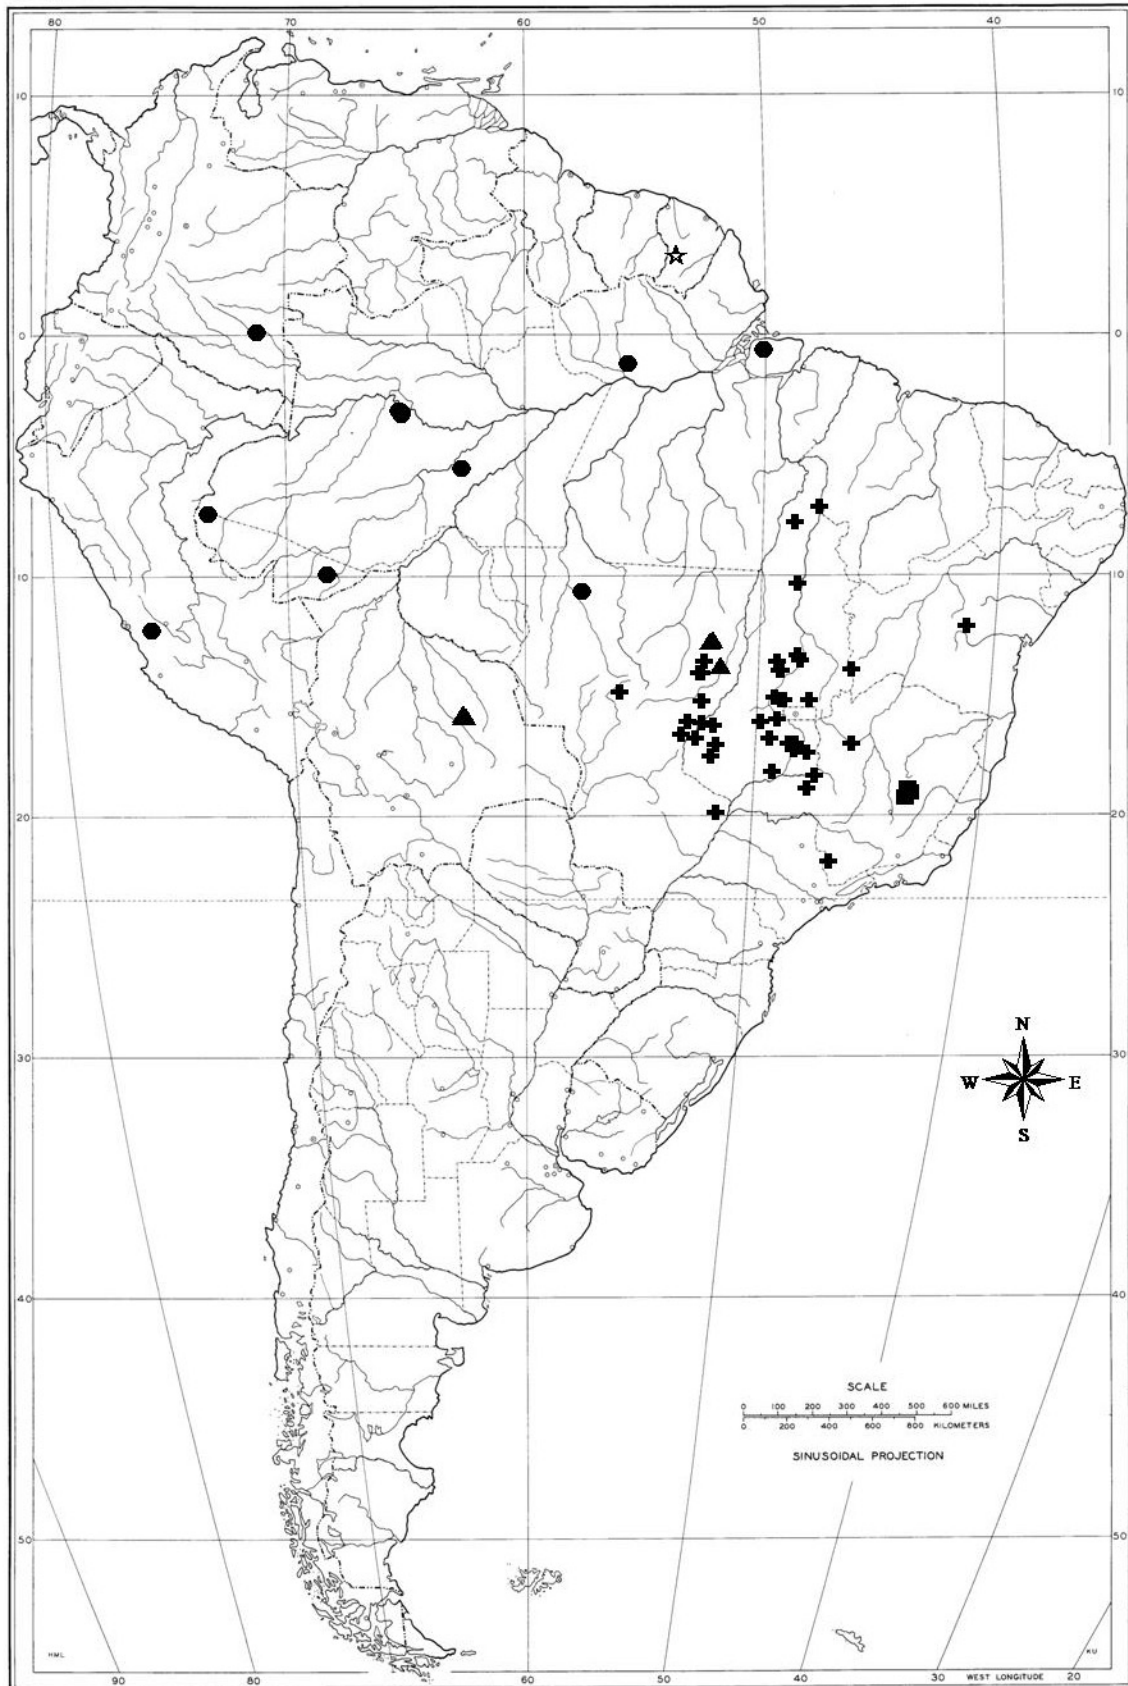 80 70 60 50 40
10 10
0 0
10 10
20 20
N
W E
S
30 30
40 40
SCALE
0 100 200 300 400 500 600 MILES
0 200 400 600 800 KILOMETERS
SINUSOIDAL PROJECTION
50 50
HML KU
90 80 70 60 50 40 30 WEST LONGITUDE 20